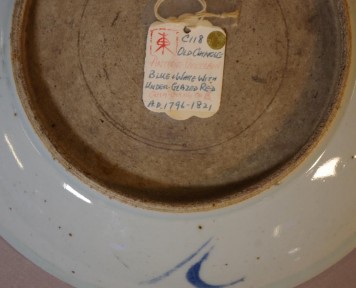 東 C118
OLD CHINESE
BLUE & WHITE WITH
UNDER-GLAZED RED
A.D. 1796-1821